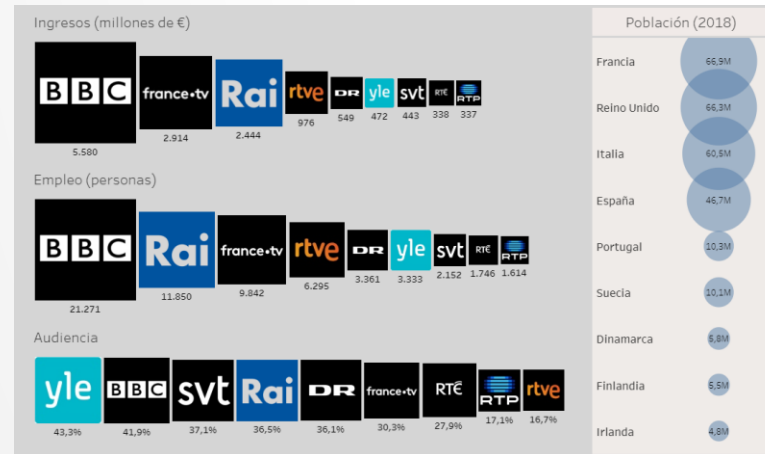 Ingresos (millones de €)
BBC france•tv Rai rtve DR yle svt RTÉ RTP
5.580 2.914 2.444 976 549 472 443 338 337
Empleo (personas)
BBC Rai france•tv rtve DR yle svt RTÉ RTP
21.271 11.850 9.842 6.295 3.361 3.333 2.152 1.746 1.614
Audiencia
yle BBC svt Rai DR france•tv RTÉ RTP rtve
43,3% 41,9% 37,1% 36,5% 36,1% 30,3% 27,9% 17,1% 16,7%
Población (2018)
Francia 66,9M
Reino Unido 66,3M
Italia 60,5M
España 46,7M
Portugal 10,3M
Suecia 10,1M
Dinamarca 5,8M
Finlandia 5,5M
Irlanda 4,8M